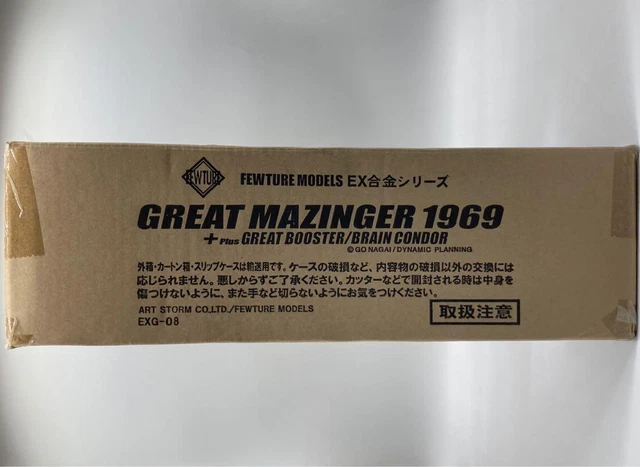 FEWTURE
FEWTURE MODELS EX合金シリーズ
GREAT MAZINGER 1969
+Plus GREAT BOOSTER/BRAIN CONDOR
©GO NAGAI/DYNAMIC PLANNING
外箱・カートン箱・スリップケースは輸送用です。ケースの破損など、内容物の破損以外の交換には
応じられません。悪しからずご了承ください。カッターなどで開封される時は中身を
傷つけないように、また手など切らないようにお気をつけください。
ART STORM CO.,LTD./FEWTURE MODELS
EXG-08
取扱注意